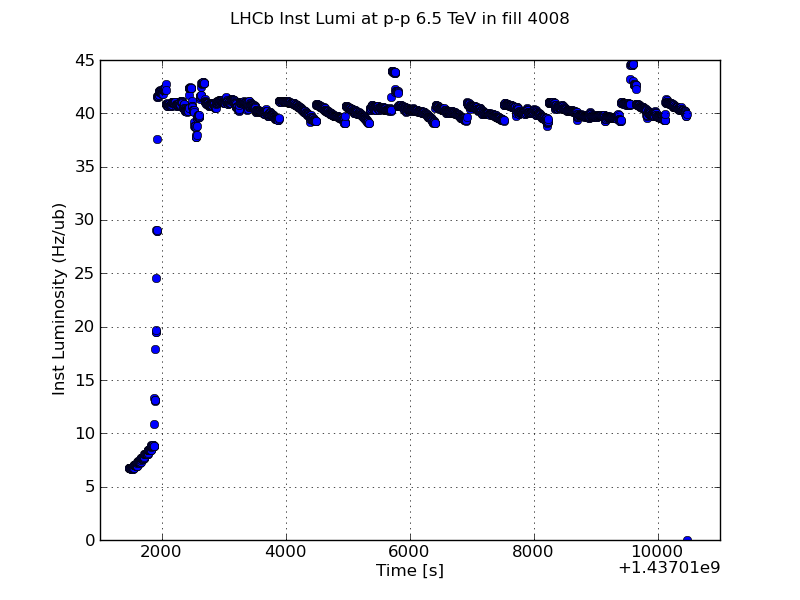 LHCb Inst Lumi at p-p 6.5 TeV in fill 4008
45
40
35
30
25
20
15
10
5
0
Inst Luminosity (Hz/ub)
2000 4000 6000 8000 10000
+1.43701e9
Time [s]